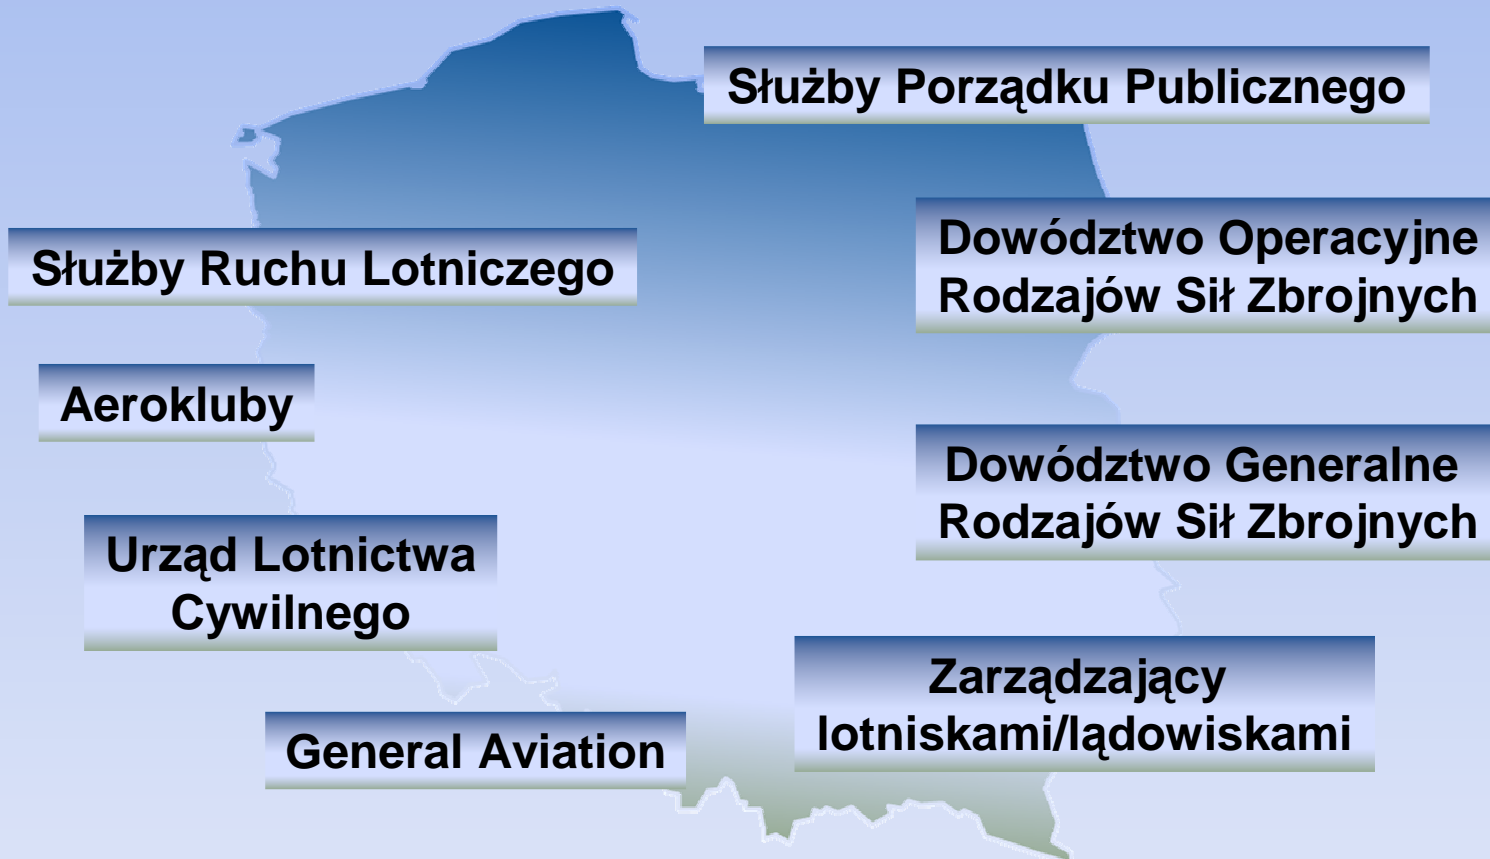 Służby Porządku Publicznego
Służby Ruchu Lotniczego
Dowództwo Operacyjne
Rodzajów Sił Zbrojnych
Aerokluby
Dowództwo Generalne
Rodzajów Sił Zbrojnych
Urząd Lotnictwa
Cywilnego
Zarządzający
lotniskami/lądowiskami
General Aviation